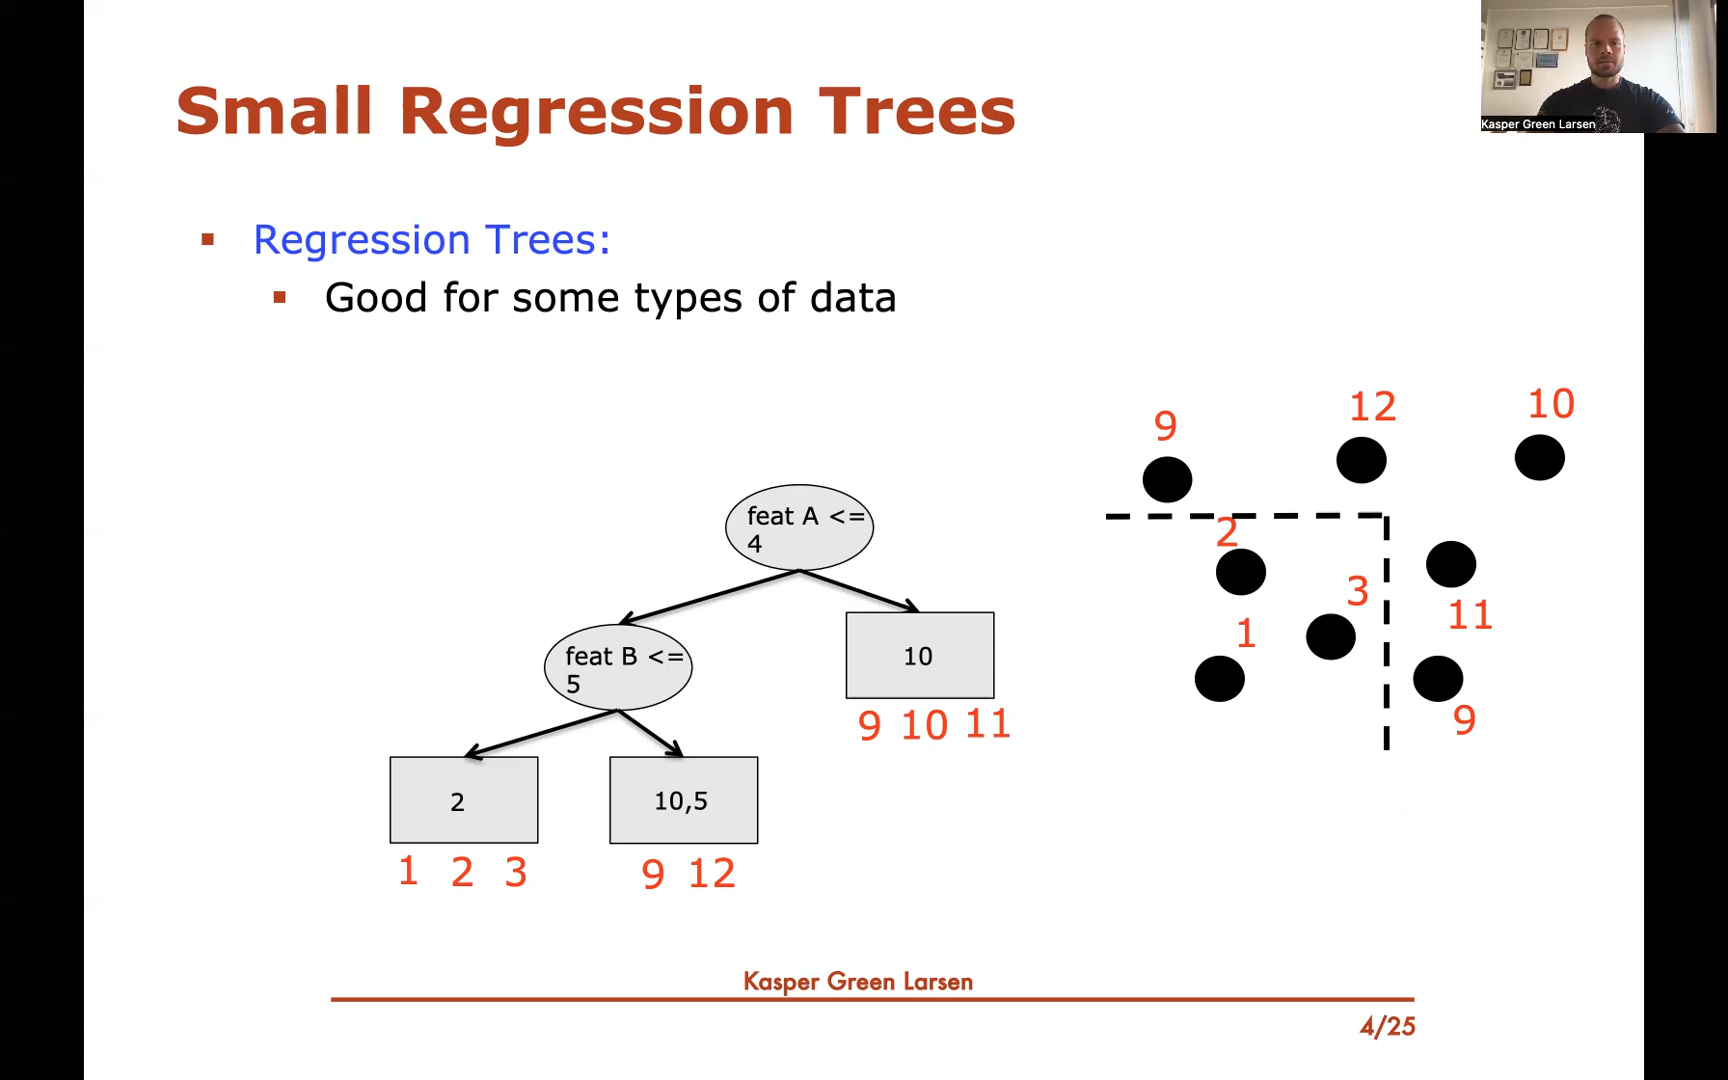 Small Regression Trees
Kasper Green Larsen
Regression Trees:
Good for some types of data
9
12
10
2
3
1
11
9
feat A <=
4
feat B <=
5
10
9 10 11
2
10,5
1 2 3
9 12
Kasper Green Larsen
4/25